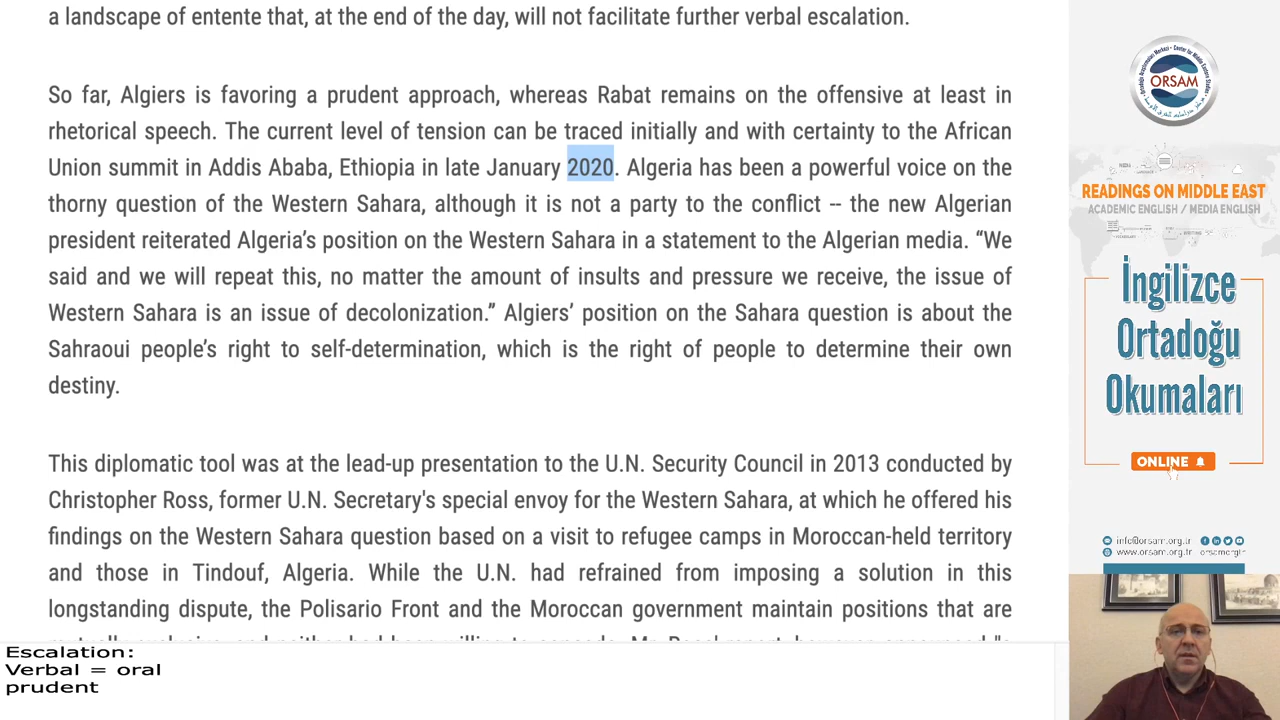 a landscape of entente that, at the end of the day, will not facilitate further verbal escalation.
So far, Algiers is favoring a prudent approach, whereas Rabat remains on the offensive at least in
rhetorical speech. The current level of tension can be traced initially and with certainty to the African
Union summit in Addis Ababa, Ethiopia in late January 2020. Algeria has been a powerful voice on the
thorny question of the Western Sahara, although it is not a party to the conflict -- the new Algerian
president reiterated Algeria’s position on the Western Sahara in a statement to the Algerian media. “We
said and we will repeat this, no matter the amount of insults and pressure we receive, the issue of
Western Sahara is an issue of decolonization.” Algiers’ position on the Sahara question is about the
Sahraoui people’s right to self-determination, which is the right of people to determine their own
destiny.
This diplomatic tool was at the lead-up presentation to the U.N. Security Council in 2013 conducted by
Christopher Ross, former U.N. Secretary's special envoy for the Western Sahara, at which he offered his
findings on the Western Sahara question based on a visit to refugee camps in Moroccan-held territory
and those in Tindouf, Algeria. While the U.N. had refrained from imposing a solution in this
longstanding dispute, the Polisario Front and the Moroccan government maintain positions that are
Escalation:
Verbal = oral
prudent
ORSAM
READINGS ON MIDDLE EAST
ACADEMIC ENGLISH / MEDIA ENGLISH
İngilizce
Ortadoğu
Okumaları
ONLINE
info@orsam.org.tr
www.orsam.org.tr orsamorgtr